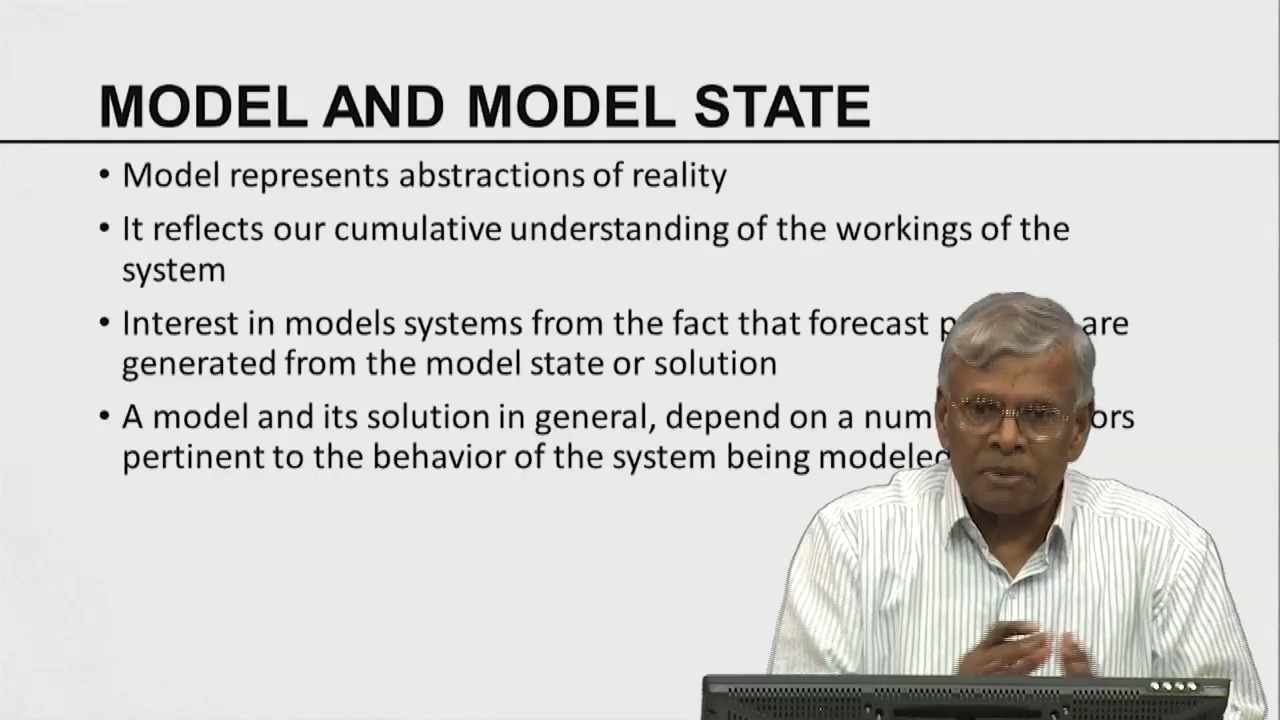 MODEL AND MODEL STATE
• Model represents abstractions of reality
• It reflects our cumulative understanding of the workings of the
system
• Interest in models systems from the fact that forecast are
generated from the model state or solution
• A model and its solution in general, depend on a
pertinent to the behavior of the system being modeled